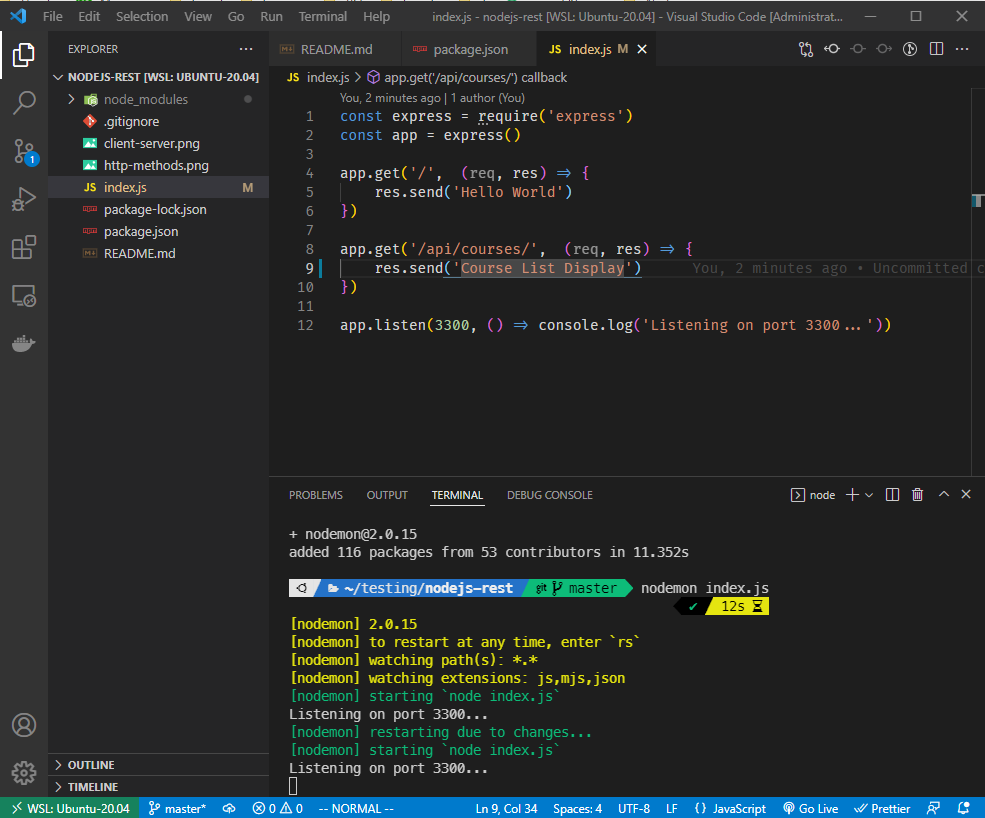 File Edit Selection View Go Run Terminal Help index.js - nodejs-rest [WSL: Ubuntu-20.04] - Visual Studio Code [Administrat...
EXPLORER ...
NODEJS-REST [WSL: UBUNTU-20.04]
node_modules
.gitignore
client-server.png
http-methods.png
JS index.js M
package-lock.json
package.json
README.md
OUTLINE
TIMELINE
README.md package.json JS index.js M
JS index.js > app.get('/api/courses/') callback
You, 2 minutes ago | 1 author (You)
1 const express = require('express')
2 const app = express()
3
4 app.get('/', (req, res) => {
5 res.send('Hello World')
6 })
7
8 app.get('/api/courses/', (req, res) => {
9 res.send('Course List Display') You, 2 minutes ago • Uncommitted c
10 })
11
12 app.listen(3300, () => console.log('Listening on port 3300...'))
PROBLEMS OUTPUT TERMINAL DEBUG CONSOLE node
+ nodemon@2.0.15
added 116 packages from 53 contributors in 11.352s
~/testing/nodejs-rest git master nodemon index.js
✔ 12s
[nodemon] 2.0.15
[nodemon] to restart at any time, enter `rs`
[nodemon] watching path(s): *.*
[nodemon] watching extensions: js,mjs,json
[nodemon] starting `node index.js`
Listening on port 3300...
[nodemon] restarting due to changes...
[nodemon] starting `node index.js`
Listening on port 3300...
1
WSL: Ubuntu-20.04 master* 0 0 -- NORMAL -- Ln 9, Col 34 Spaces: 4 UTF-8 LF {} JavaScript Go Live Prettier